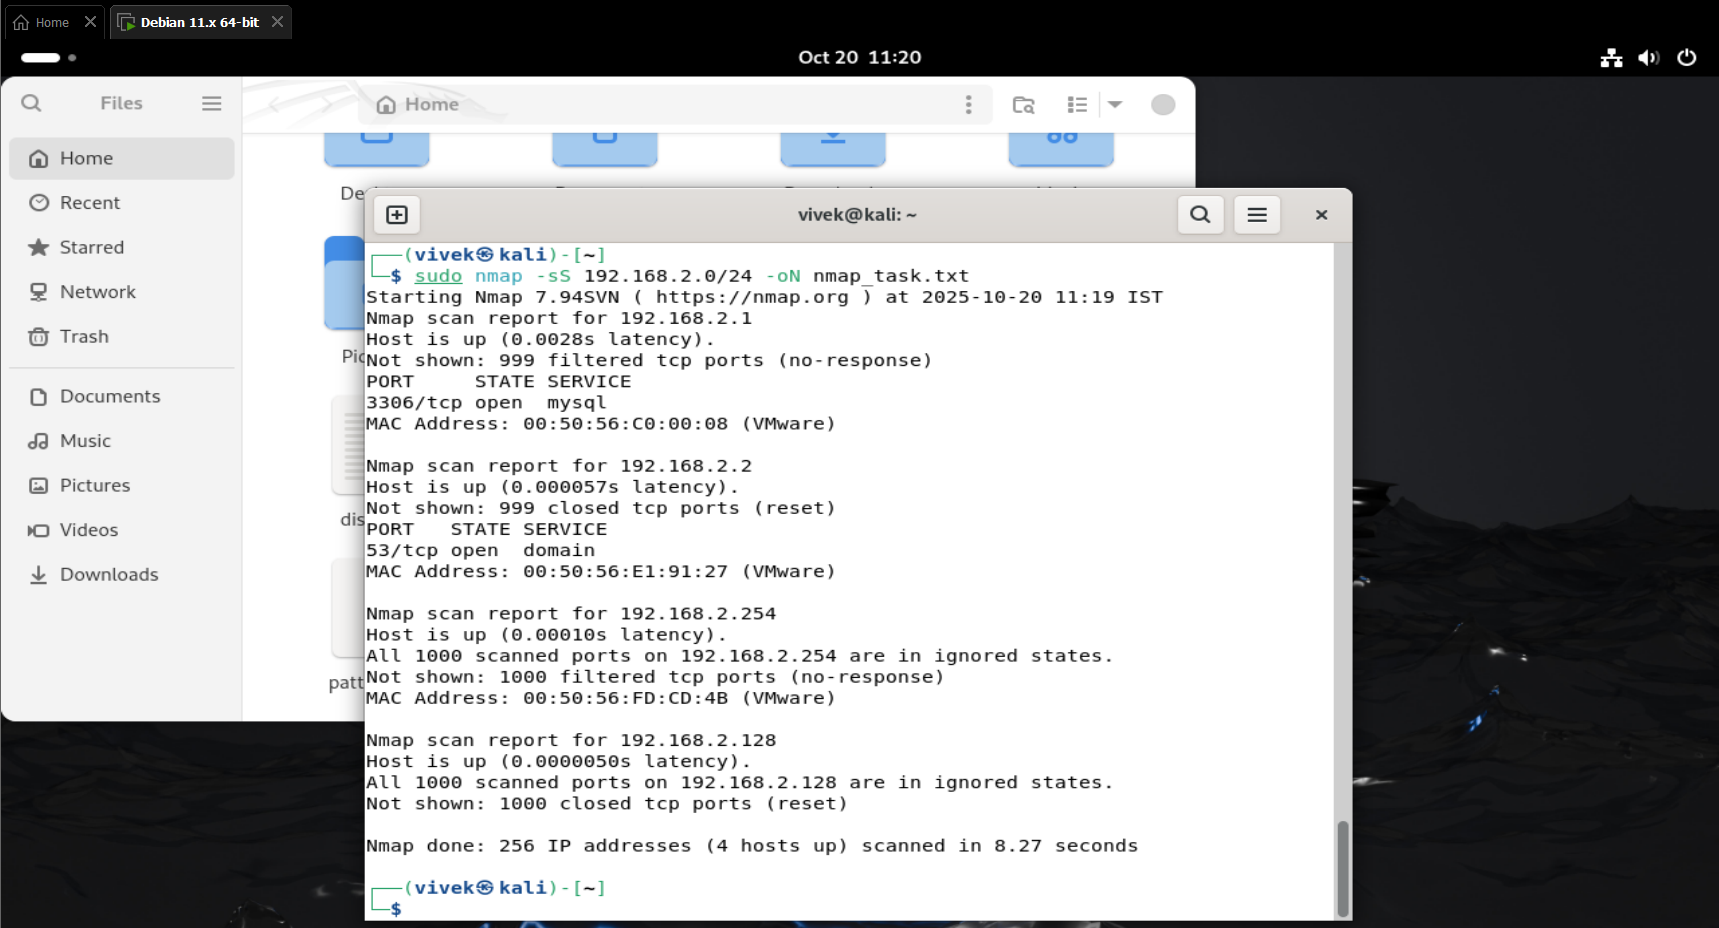 Home
Debian 11.x 64-bit
Oct 20 11:20
Files
Home
Home
Recent
Starred
Network
Trash
Documents
Music
Pictures
Videos
Downloads
vivek@kali: ~
(vivek㉿kali)-[~]
$ sudo nmap -sS 192.168.2.0/24 -oN nmap_task.txt
Starting Nmap 7.94SVN ( https://nmap.org ) at 2025-10-20 11:19 IST
Nmap scan report for 192.168.2.1
Host is up (0.0028s latency).
Not shown: 999 filtered tcp ports (no-response)
PORT     STATE SERVICE
3306/tcp open  mysql
MAC Address: 00:50:56:C0:00:08 (VMware)
Nmap scan report for 192.168.2.2
Host is up (0.000057s latency).
Not shown: 999 closed tcp ports (reset)
PORT   STATE SERVICE
53/tcp open  domain
MAC Address: 00:50:56:E1:91:27 (VMware)
Nmap scan report for 192.168.2.254
Host is up (0.00010s latency).
All 1000 scanned ports on 192.168.2.254 are in ignored states.
Not shown: 1000 filtered tcp ports (no-response)
MAC Address: 00:50:56:FD:CD:4B (VMware)
Nmap scan report for 192.168.2.128
Host is up (0.0000050s latency).
All 1000 scanned ports on 192.168.2.128 are in ignored states.
Not shown: 1000 closed tcp ports (reset)
Nmap done: 256 IP addresses (4 hosts up) scanned in 8.27 seconds
(vivek㉿kali)-[~]
$